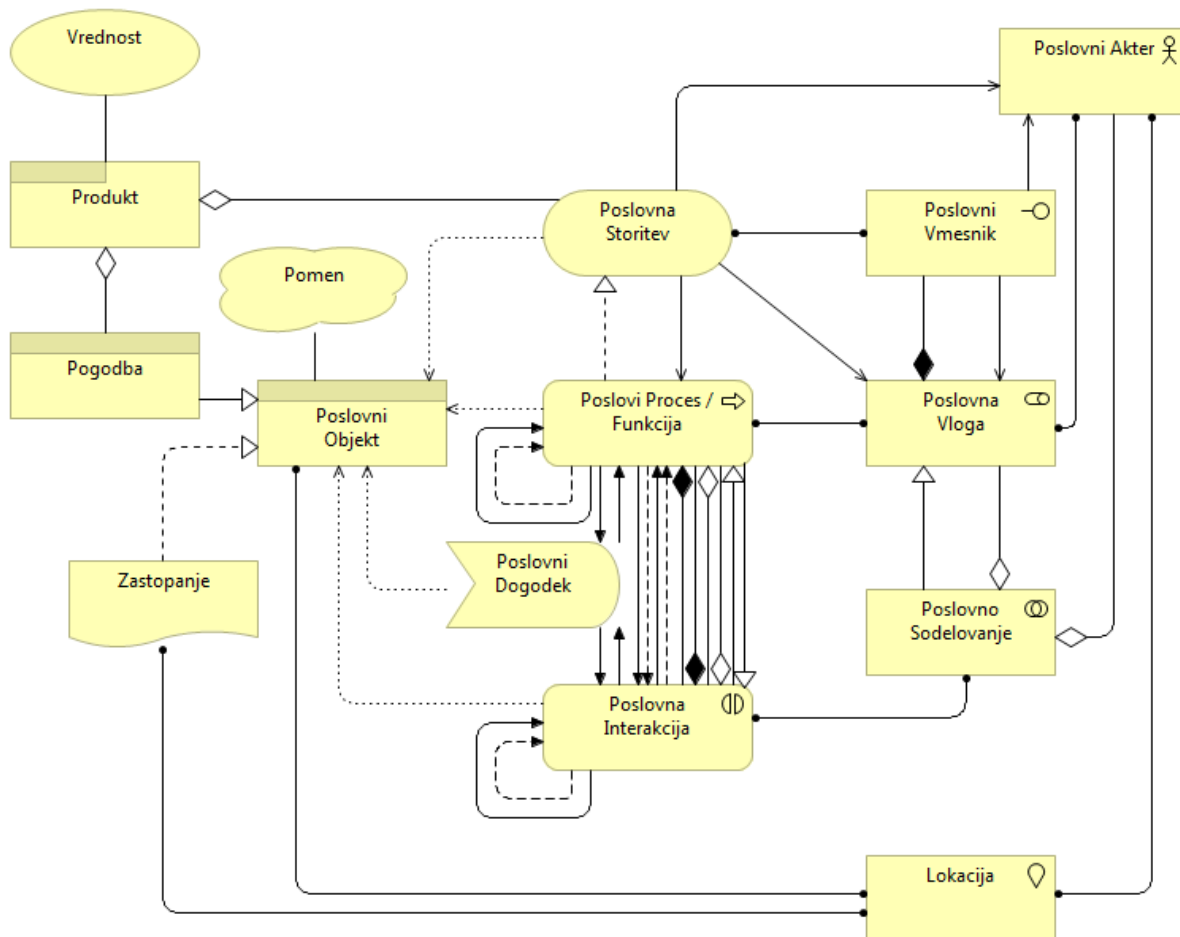 Vrednost
Poslovni Akter
Produkt
Poslovna
Storitev
Poslovni
Vmesnik
Pomen
Pogodba
Poslovni
Objekt
Poslovi Proces /
Funkcija
Poslovna
Vloga
Zastopanje
Poslovni
Dogodek
Poslovno
Sodelovanje
Poslovna
Interakcija
Lokacija